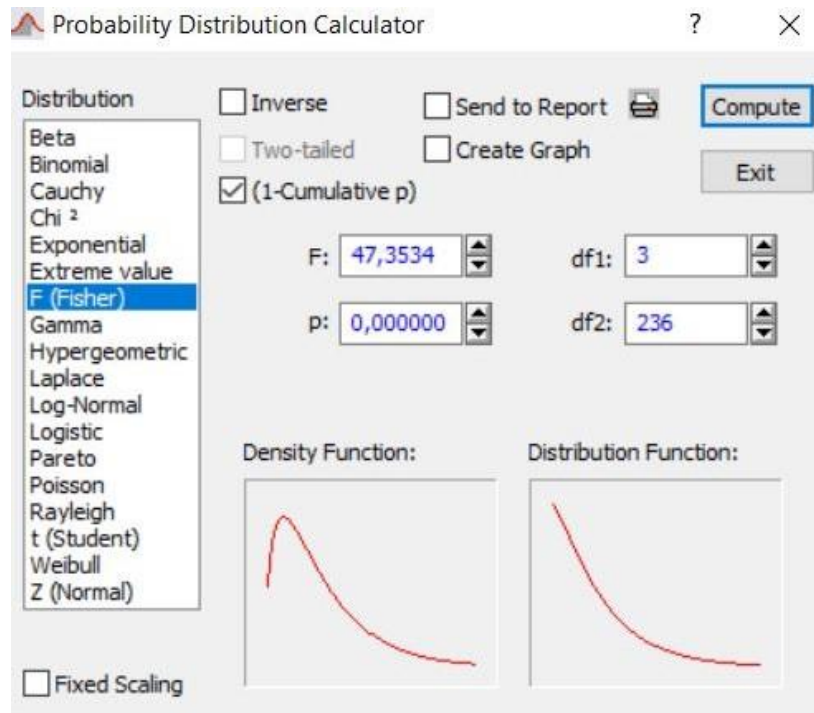 Probability Distribution Calculator ? ×
Distribution
Beta
Binomial
Cauchy
Chi ²
Exponential
Extreme value
F (Fisher)
Gamma
Hypergeometric
Laplace
Log-Normal
Logistic
Pareto
Poisson
Rayleigh
t (Student)
Weibull
Z (Normal)
Fixed Scaling
Inverse
Two-tailed
(1-Cumulative p)
Send to Report
Create Graph
Compute
Exit
F: 47,3534
df1: 3
p: 0,000000
df2: 236
Density Function:
Distribution Function: